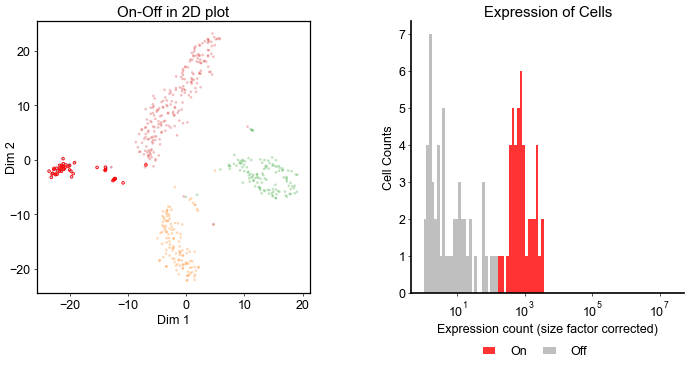 On-Off in 2D plot
20
10
0
−10
−20
Dim 2
−20 −10 0 10 20
Dim 1
Expression of Cells
7
6
5
4
3
2
1
0
Cell Counts
10^1 10^3 10^5 10^7
Expression count (size factor corrected)
On Off